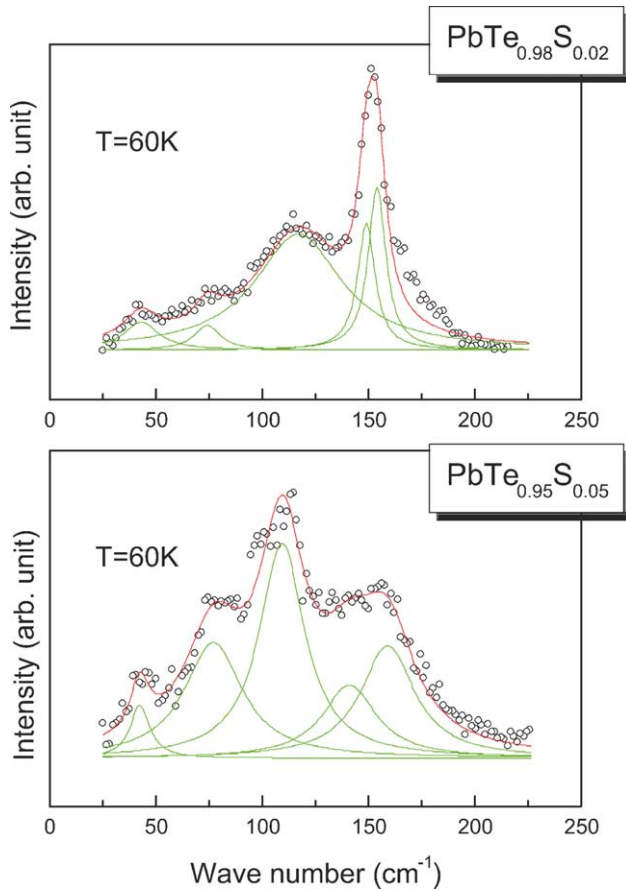 PbTe0.98S0.02
T=60K
Intensity (arb. unit)
0 50 100 150 200 250
PbTe0.95S0.05
T=60K
Intensity (arb. unit)
0 50 100 150 200 250
Wave number (cm-1)